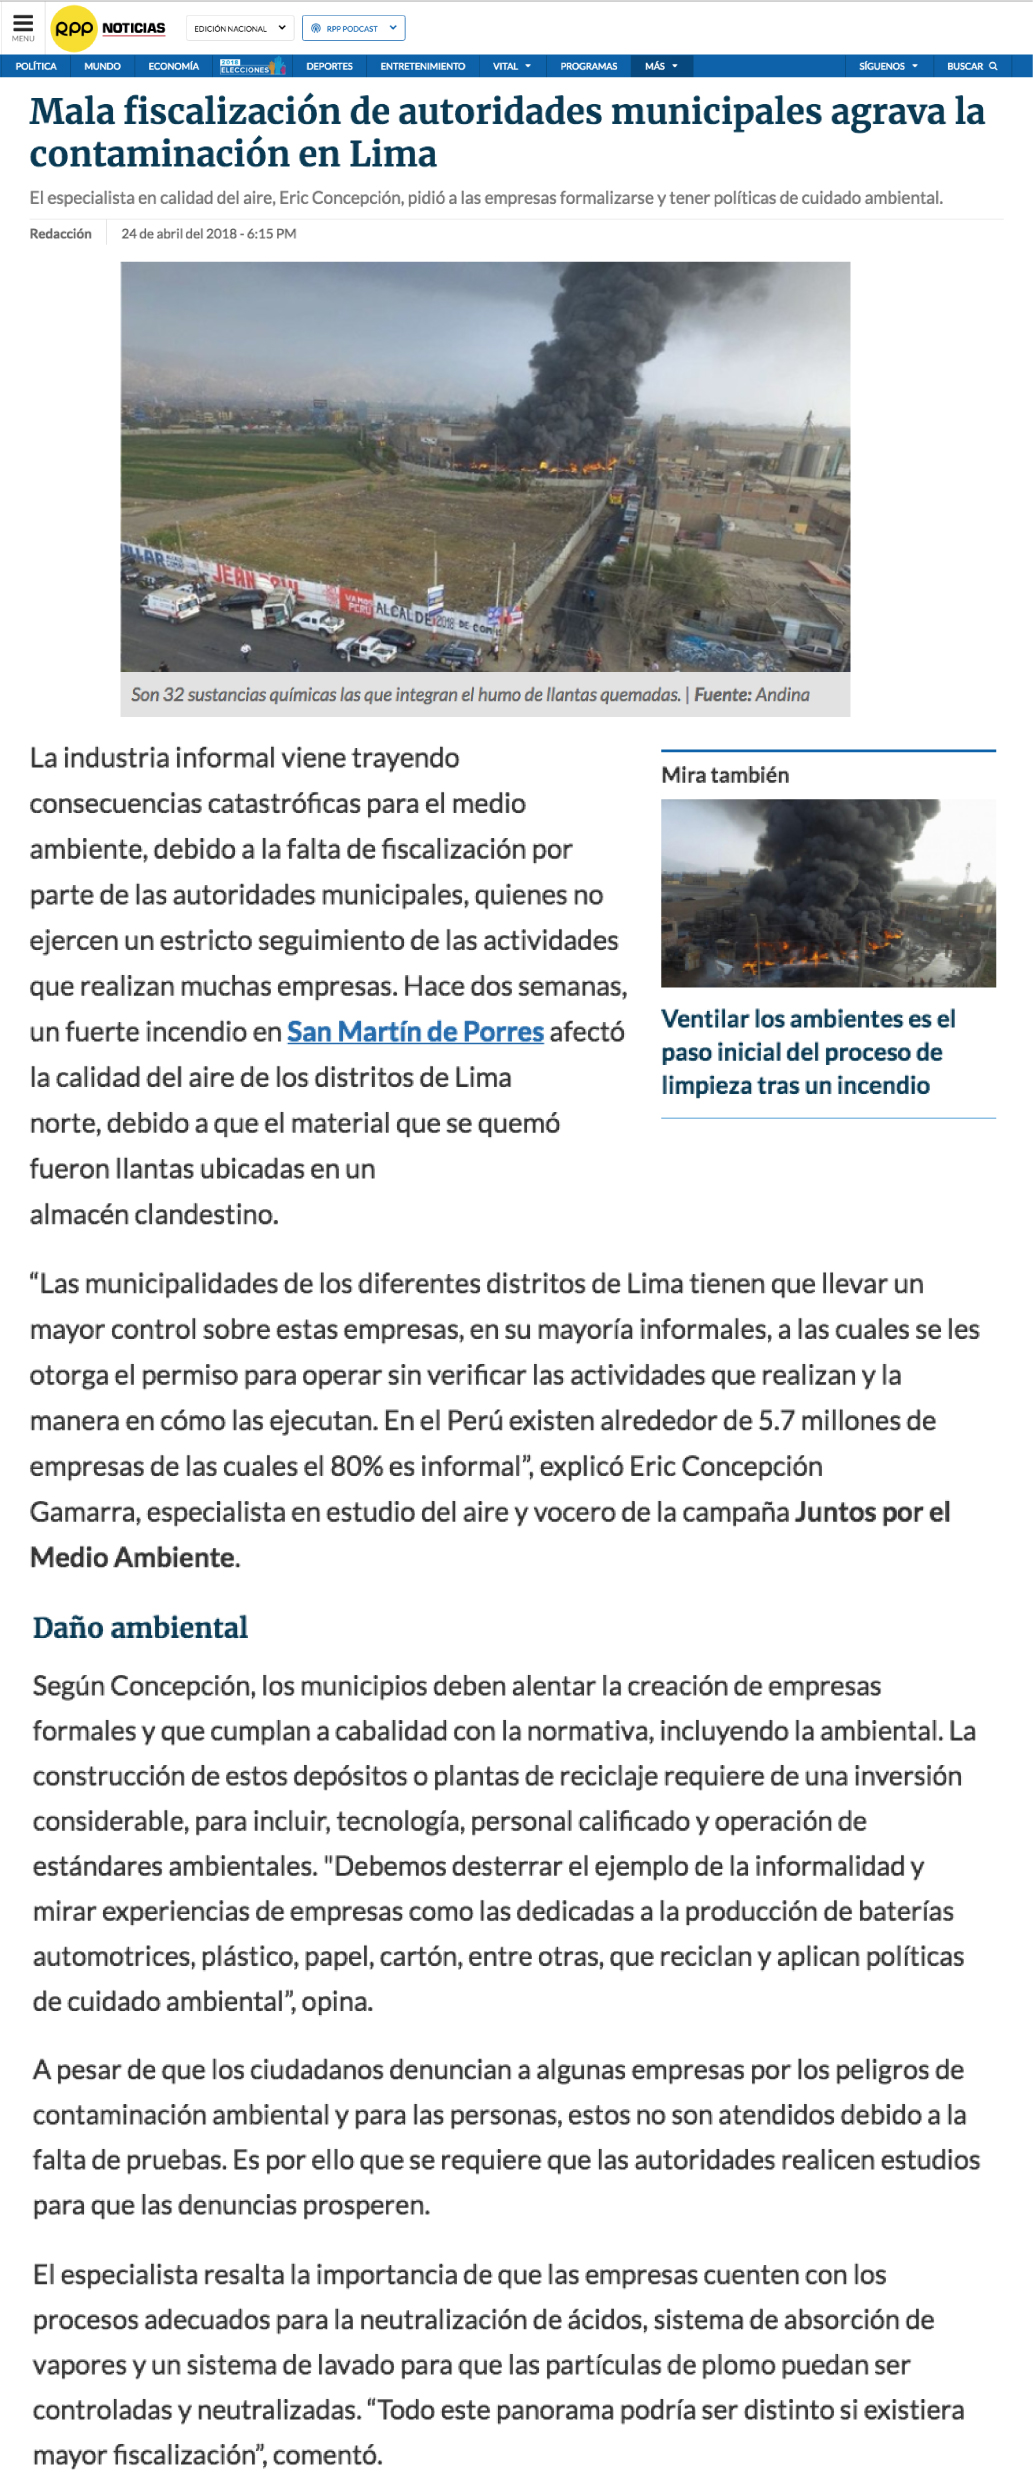 MENU
RPP NOTICIAS
EDICIÓN NACIONAL
RPP PODCAST
POLÍTICA MUNDO ECONOMÍA 2018 ELECCIONES DEPORTES ENTRETENIMIENTO VITAL PROGRAMAS MÁS SÍGUENOS BUSCAR
Mala fiscalización de autoridades municipales agrava la
contaminación en Lima
El especialista en calidad del aire, Eric Concepción, pidió a las empresas formalizarse y tener políticas de cuidado ambiental.
Redacción 24 de abril del 2018 - 6:15 PM
JEAN
VAMOS PERÚ
ALCALDE 2018 DE
Son 32 sustancias químicas las que integran el humo de llantas quemadas. | Fuente: Andina
La industria informal viene trayendo
consecuencias catastróficas para el medio
ambiente, debido a la falta de fiscalización por
parte de las autoridades municipales, quienes no
ejercen un estricto seguimiento de las actividades
que realizan muchas empresas. Hace dos semanas,
un fuerte incendio en San Martín de Porres afectó
la calidad del aire de los distritos de Lima
norte, debido a que el material que se quemó
fueron llantas ubicadas en un
almacén clandestino.
Mira también
Ventilar los ambientes es el
paso inicial del proceso de
limpieza tras un incendio
“Las municipalidades de los diferentes distritos de Lima tienen que llevar un
mayor control sobre estas empresas, en su mayoría informales, a las cuales se les
otorga el permiso para operar sin verificar las actividades que realizan y la
manera en cómo las ejecutan. En el Perú existen alrededor de 5.7 millones de
empresas de las cuales el 80% es informal”, explicó Eric Concepción
Gamarra, especialista en estudio del aire y vocero de la campaña Juntos por el
Medio Ambiente.
Daño ambiental
Según Concepción, los municipios deben alentar la creación de empresas
formales y que cumplan a cabalidad con la normativa, incluyendo la ambiental. La
construcción de estos depósitos o plantas de reciclaje requiere de una inversión
considerable, para incluir, tecnología, personal calificado y operación de
estándares ambientales. "Debemos desterrar el ejemplo de la informalidad y
mirar experiencias de empresas como las dedicadas a la producción de baterías
automotrices, plástico, papel, cartón, entre otras, que reciclan y aplican políticas
de cuidado ambiental”, opina.
A pesar de que los ciudadanos denuncian a algunas empresas por los peligros de
contaminación ambiental y para las personas, estos no son atendidos debido a la
falta de pruebas. Es por ello que se requiere que las autoridades realicen estudios
para que las denuncias prosperen.
El especialista resalta la importancia de que las empresas cuenten con los
procesos adecuados para la neutralización de ácidos, sistema de absorción de
vapores y un sistema de lavado para que las partículas de plomo puedan ser
controladas y neutralizadas. “Todo este panorama podría ser distinto si existiera
mayor fiscalización”, comentó.